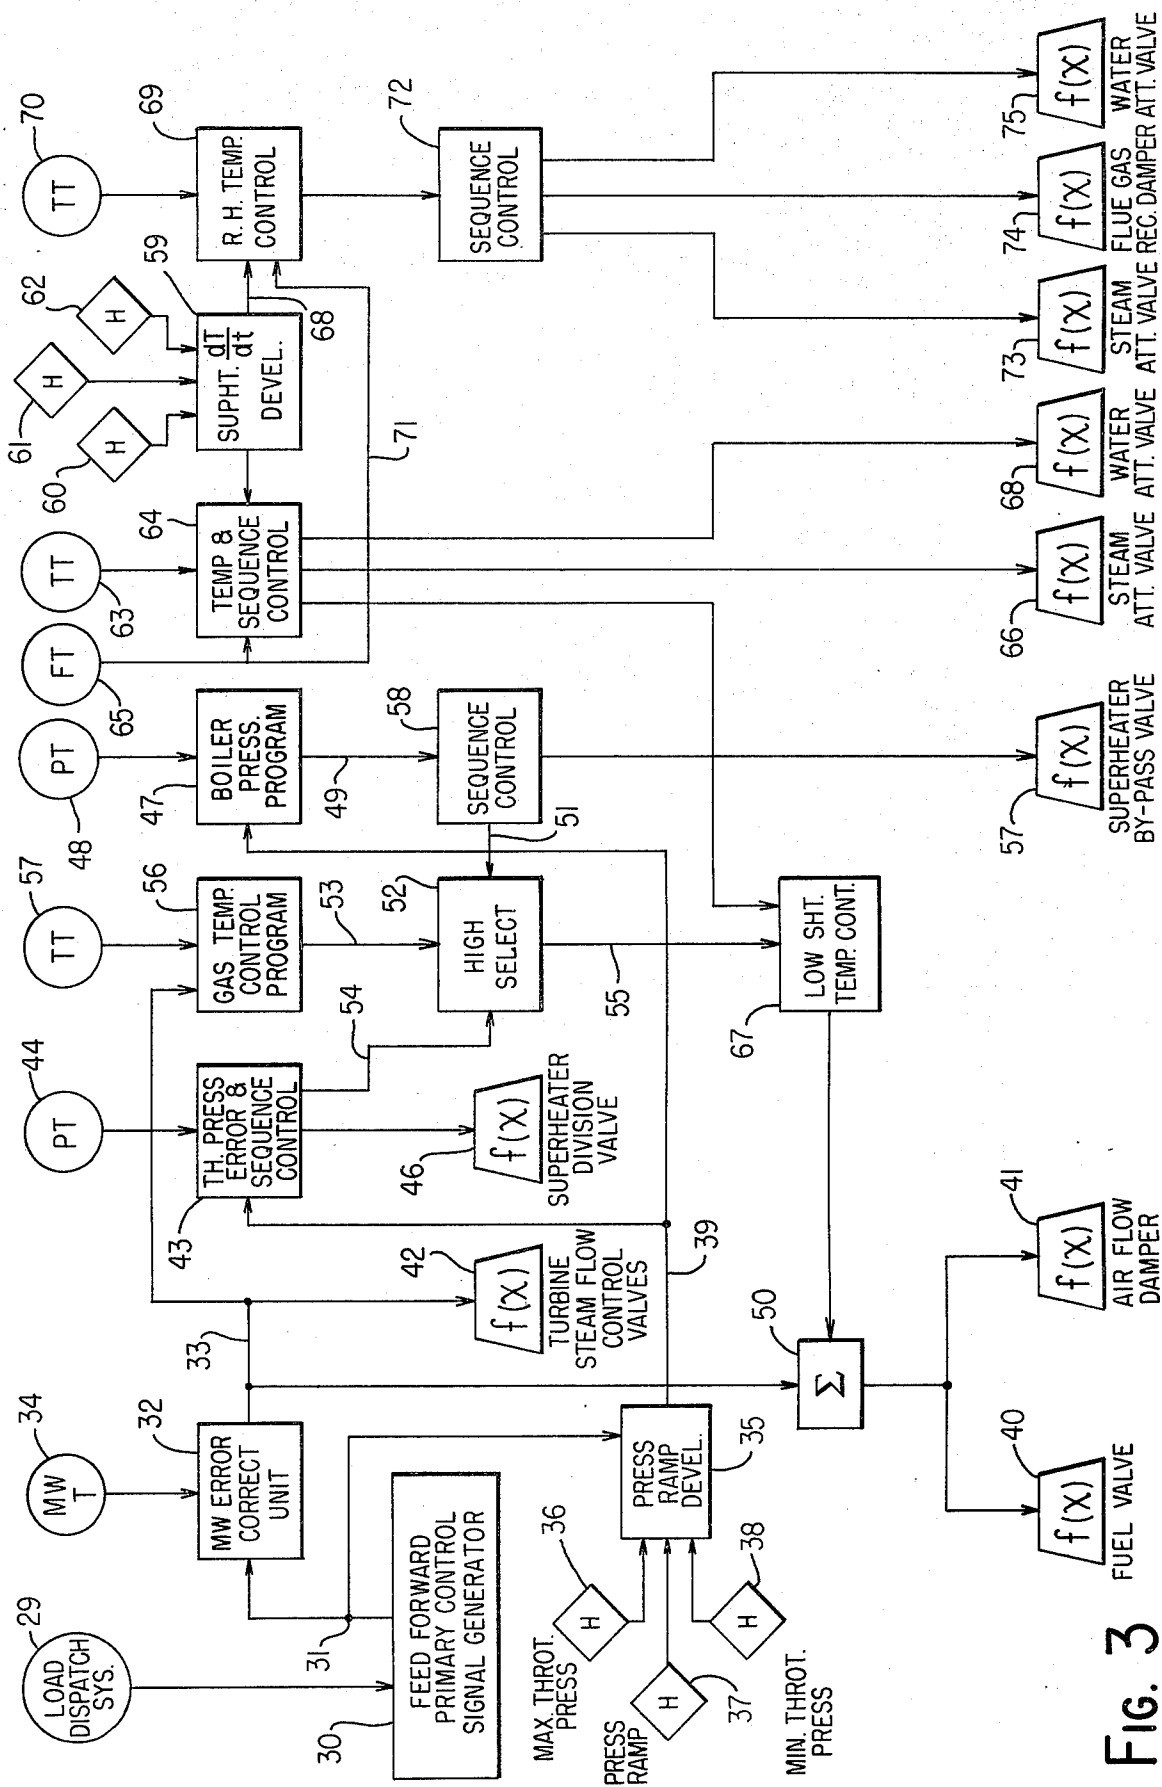 29
LOAD
DISPATCH
SYS.
34
MW
T
44
PT
57
TT
48
PT
65
FT
63
TT
60
H
61
H
62
H
70
TT
32
MW ERROR
CORRECT
UNIT
33
43
TH. PRESS
ERROR &
SEQUENCE
CONTROL
56
GAS TEMP.
CONTROL
PROGRAM
47
BOILER
PRESS.
PROGRAM
64
TEMP &
SEQUENCE
CONTROL
59
SUPHT. dT/dt
DEVEL.
68
69
R. H. TEMP.
CONTROL
71
31
30
FEED FORWARD
PRIMARY CONTROL
SIGNAL GENERATOR
42
f(X)
TURBINE
STEAM FLOW
CONTROL
VALVES
46
f(X)
SUPERHEATER
DIVISION
VALVE
54
53
52
HIGH
SELECT
51
49
58
SEQUENCE
CONTROL
72
SEQUENCE
CONTROL
MAX. THROT.
PRESS
36
H
PRESS
RAMP
37
H
MIN. THROT.
PRESS
38
H
35
PRESS
RAMP
DEVEL.
39
55
50
Σ
67
LOW SHT.
TEMP. CONT.
40
f(X)
FUEL VALVE
41
f(X)
AIR FLOW
DAMPER
57
f(X)
SUPERHEATER
BY-PASS VALVE
66
f(X)
STEAM
ATT. VALVE
68
f(X)
WATER
ATT. VALVE
73
f(X)
STEAM
ATT. VALVE
74
f(X)
FLUE GAS
REC. DAMPER
75
f(X)
WATER
ATT. VALVE
FIG. 3